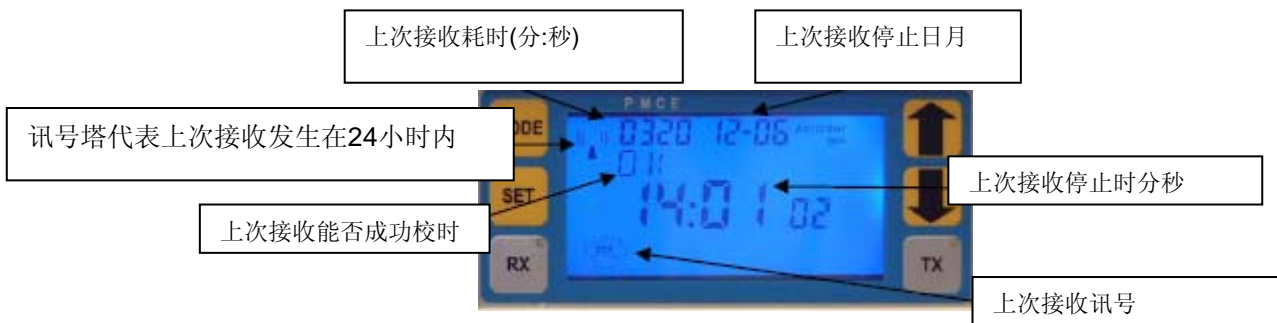 上次接收耗时(分:秒)
上次接收停止日月
PMCE
讯号塔代表上次接收发生在24小时内
0320 12-06
SET
14:01 02
上次接收停止时分秒
上次接收能否成功校时
RX
TX
上次接收讯号